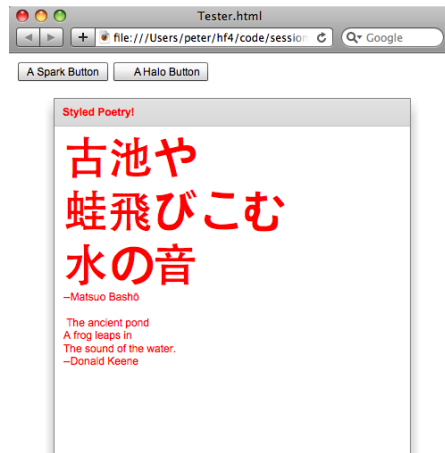 Tester.html
file:///Users/peter/hf4/code/session
Google
A Spark Button
A Halo Button
Styled Poetry!
古池や
蛙飛びこむ
水の音
--Matsuo Bashō
The ancient pond
A frog leaps in
The sound of the water.
--Donald Keene